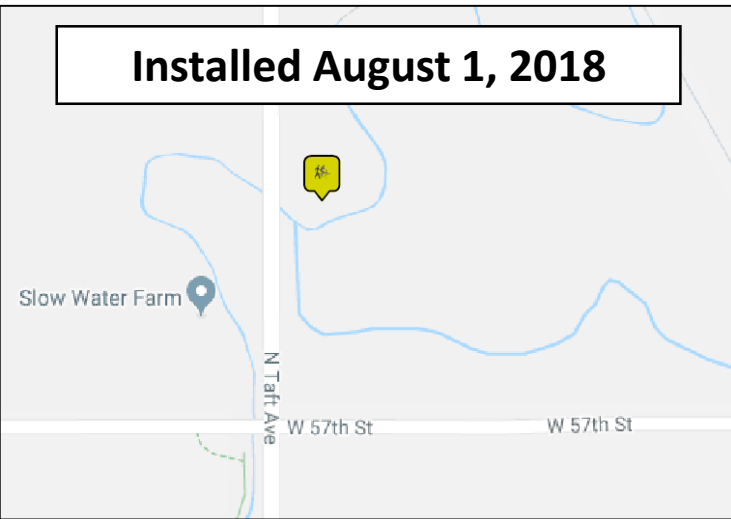 Installed August 1, 2018
Slow Water Farm
N Taft Ave
W 57th St
W 57th St